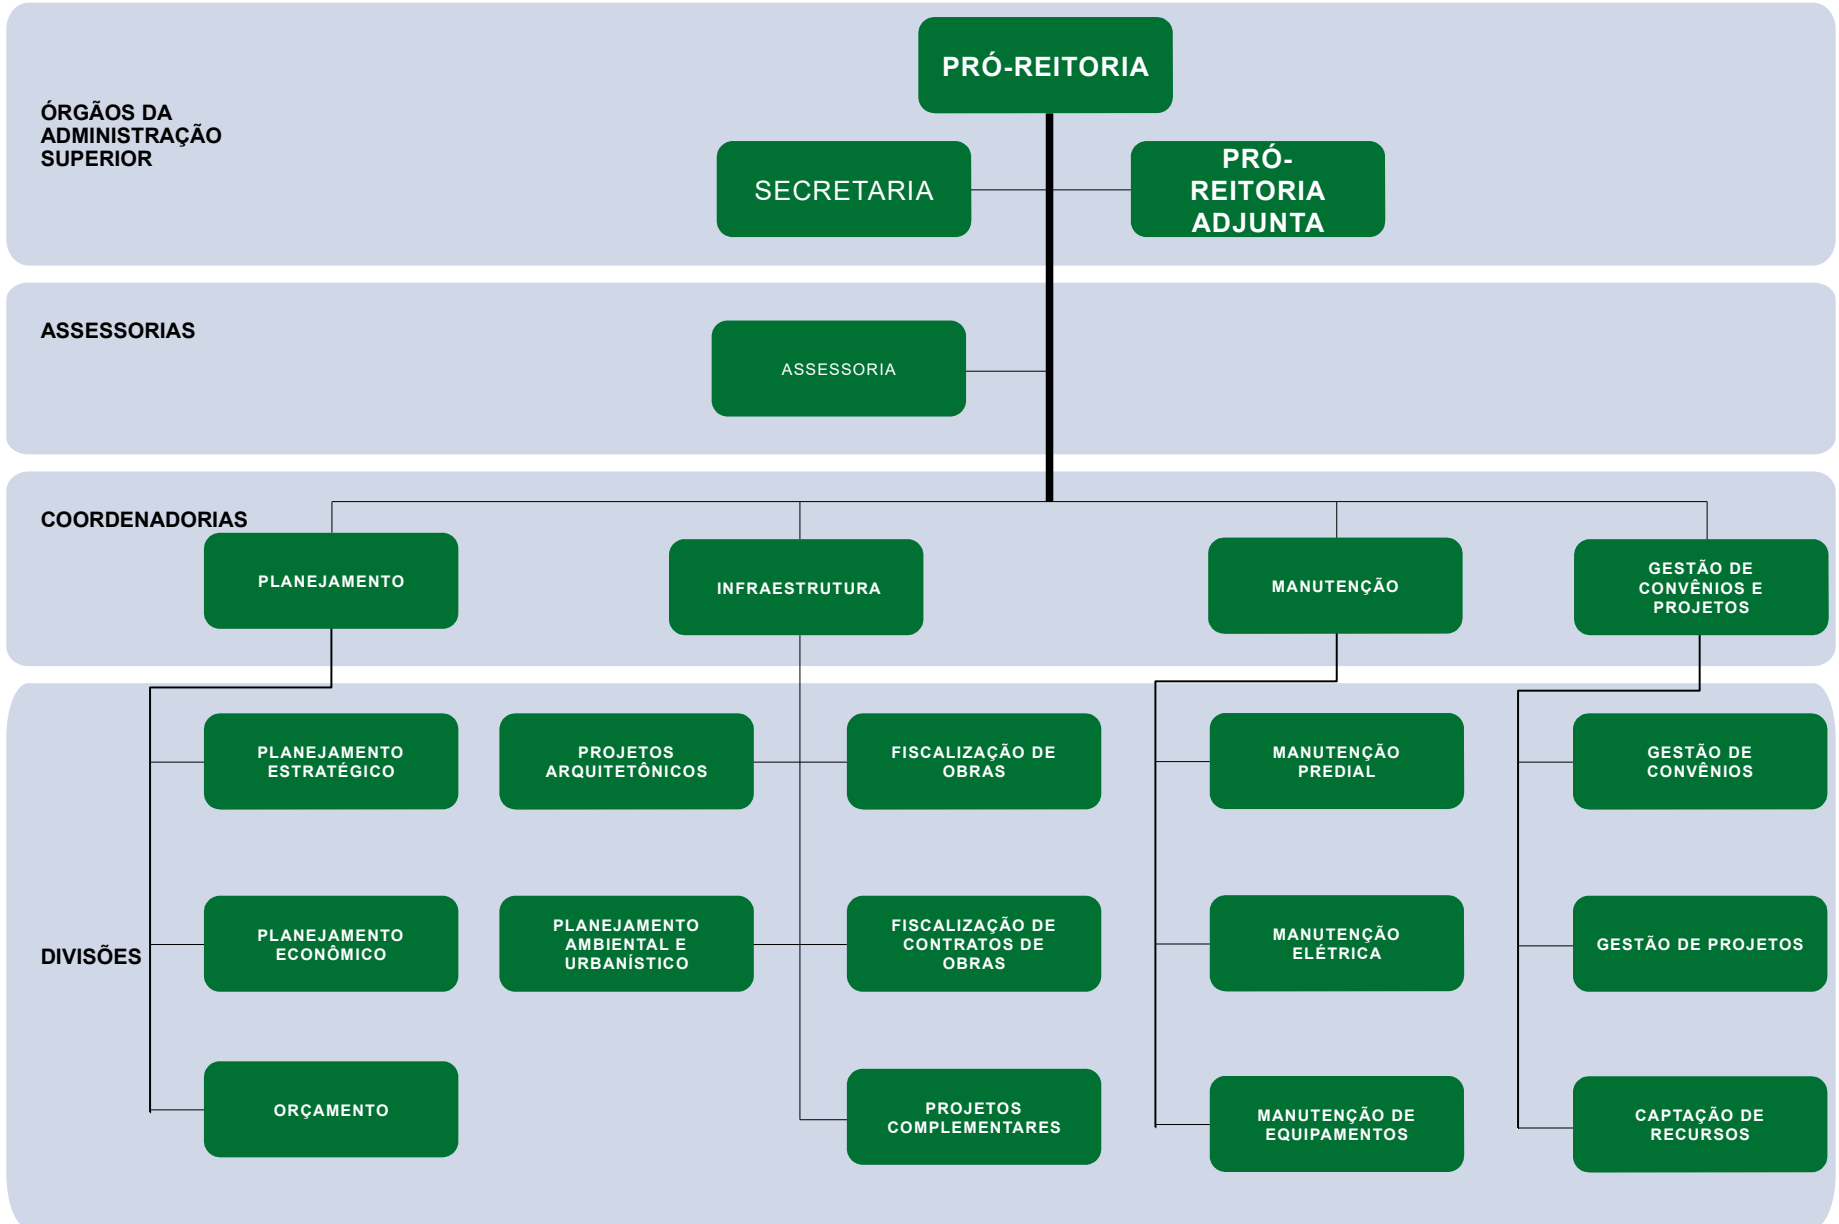 PRÓ-REITORIA
ÓRGÃOS DA
ADMINISTRAÇÃO
SUPERIOR
SECRETARIA
PRÓ-
REITORIA
ADJUNTA
ASSESSORIAS
ASSESSORIA
COORDENADORIAS
PLANEJAMENTO
INFRAESTRUTURA
MANUTENÇÃO
GESTÃO DE
CONVÊNIOS E
PROJETOS
PLANEJAMENTO
ESTRATÉGICO
PROJETOS
ARQUITETÔNICOS
FISCALIZAÇÃO DE
OBRAS
MANUTENÇÃO
PREDIAL
GESTÃO DE
CONVÊNIOS
DIVISÕES
PLANEJAMENTO
ECONÔMICO
PLANEJAMENTO
AMBIENTAL E
URBANÍSTICO
FISCALIZAÇÃO DE
CONTRATOS DE
OBRAS
MANUTENÇÃO
ELÉTRICA
GESTÃO DE PROJETOS
ORÇAMENTO
PROJETOS
COMPLEMENTARES
MANUTENÇÃO DE
EQUIPAMENTOS
CAPTAÇÃO DE
RECURSOS